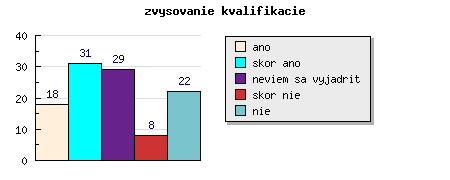 zvysovanie kvalifikacie
40
30
20
10
0
18
31
29
8
22
ano
skor ano
neviem sa vyjadrit
skor nie
nie